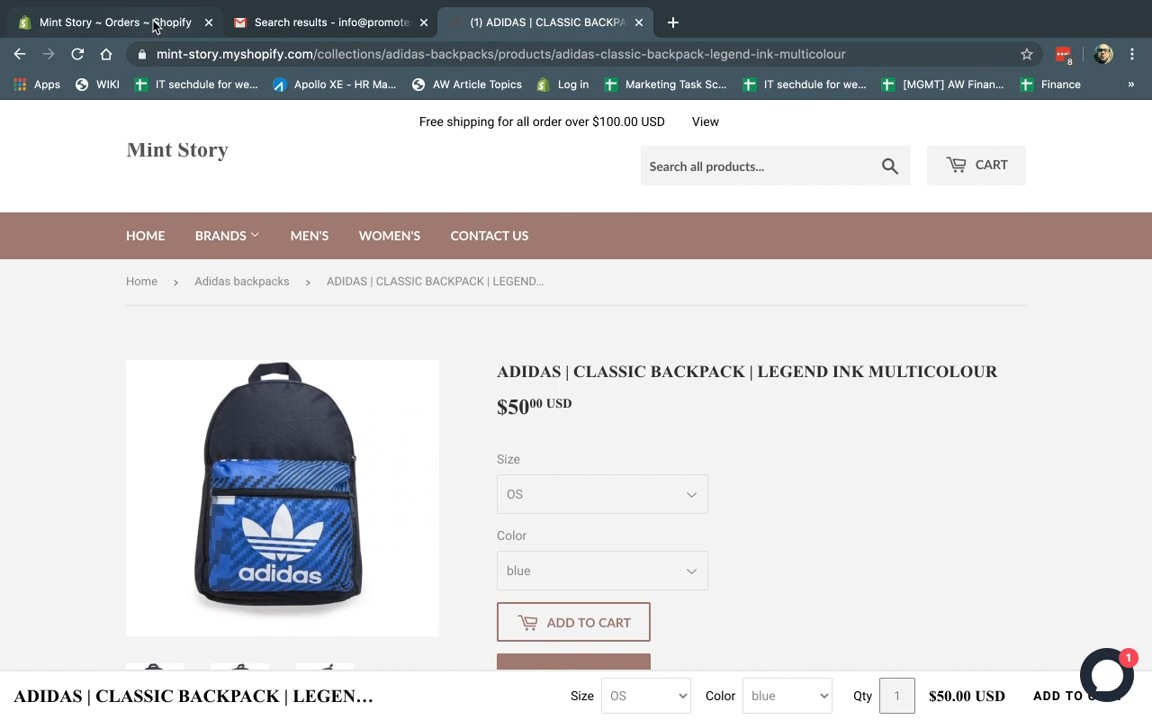 Mint Story ~ Orders ~ Shopify
Search results - info@promote
(1) ADIDAS | CLASSIC BACKPA
mint-story.myshopify.com/collections/adidas-backpacks/products/adidas-classic-backpack-legend-ink-multicolour
8
Apps WIKI IT sechdule for we... Apollo XE - HR Ma... AW Article Topics Log in Marketing Task Sc... IT sechdule for we... [MGMT] AW Finan... Finance »
Free shipping for all order over $100.00 USD View
Mint Story
Search all products...
CART
HOME BRANDS MEN'S WOMEN'S CONTACT US
Home › Adidas backpacks › ADIDAS | CLASSIC BACKPACK | LEGEND...
adidas
ADIDAS | CLASSIC BACKPACK | LEGEND INK MULTICOLOUR
$5000 USD
Size
OS
Color
blue
ADD TO CART
1
ADIDAS | CLASSIC BACKPACK | LEGEN... Size OS Color blue Qty 1 $50.00 USD ADD TO